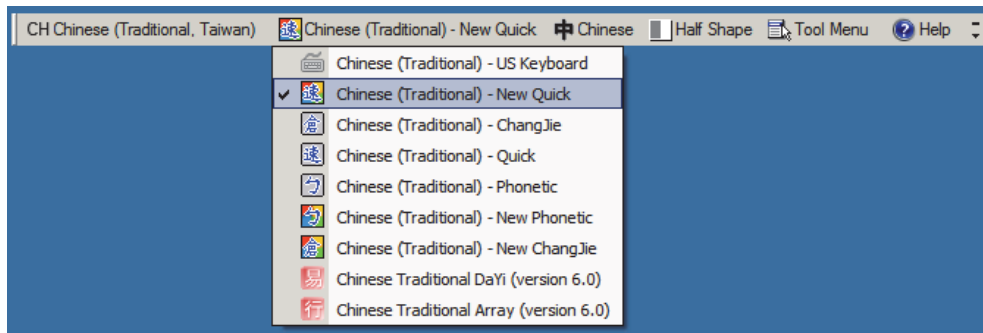 CH Chinese (Traditional, Taiwan) 速 Chinese (Traditional) - New Quick 中 Chinese Half Shape Tool Menu ? Help
Chinese (Traditional) - US Keyboard
速 Chinese (Traditional) - New Quick
倉 Chinese (Traditional) - ChangJie
速 Chinese (Traditional) - Quick
ㄅ Chinese (Traditional) - Phonetic
ㄅ Chinese (Traditional) - New Phonetic
倉 Chinese (Traditional) - New ChangJie
易 Chinese Traditional DaYi (version 6.0)
行 Chinese Traditional Array (version 6.0)